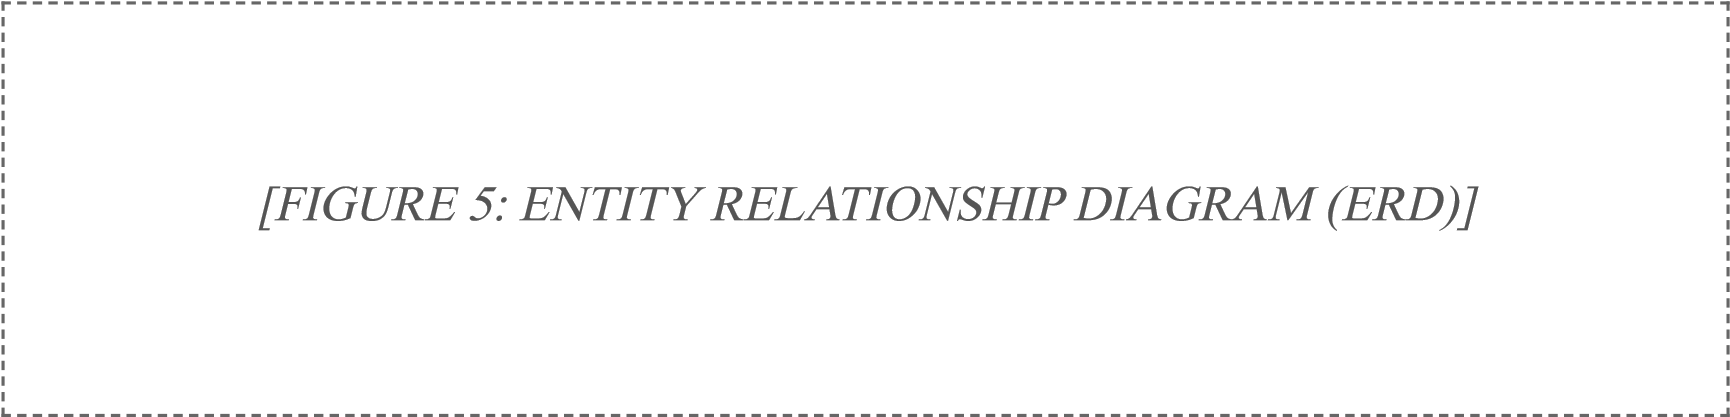 [FIGURE 5: ENTITY RELATIONSHIP DIAGRAM (ERD)]